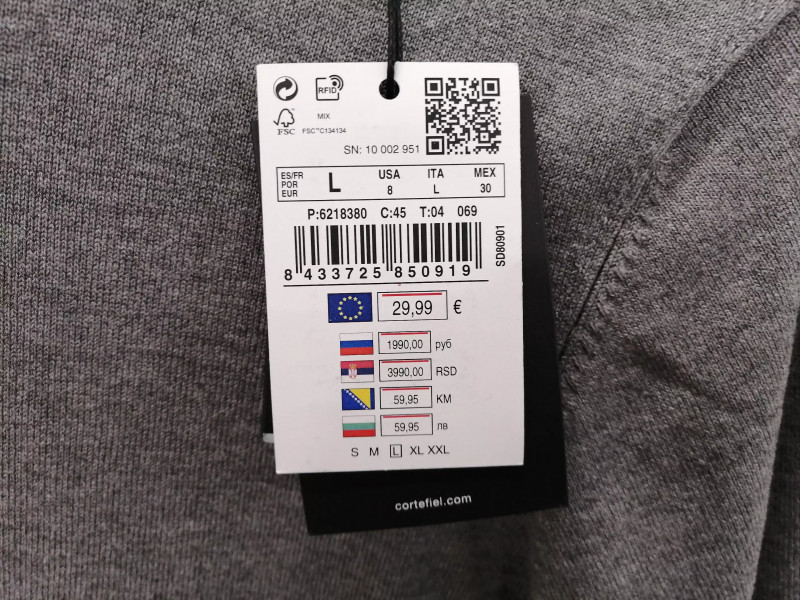 RFID
FSC
MIX
FSC™C134134
SN: 10 002 951
ES/FR
POR
EUR
L
USA
8
ITA
L
MEX
30
P:6218380 C:45 T:04 069
8 433725 850919
SD80901
29,99 €
1990,00 руб
3990,00 RSD
59,95 KM
59,95 лв
S M L XL XXL
cortefiel.com